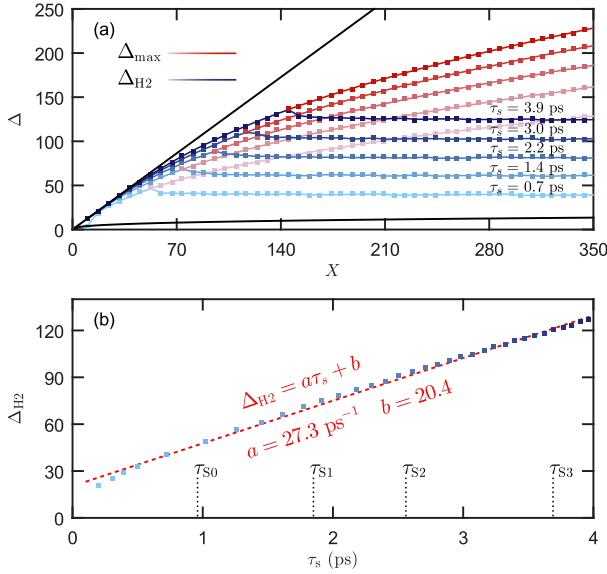 (a)
Δmax
ΔH2
250
200
150
100
50
0
Δ
τs = 3.9 ps
τs = 3.0 ps
τs = 2.2 ps
τs = 1.4 ps
τs = 0.7 ps
0 70 140 210 280 350
X
(b)
120
90
60
30
0
ΔH2
ΔH2 = aτs + b
a = 27.3 ps⁻¹ b = 20.4
τS0 τS1 τS2 τS3
0 1 2 3 4
τs (ps)